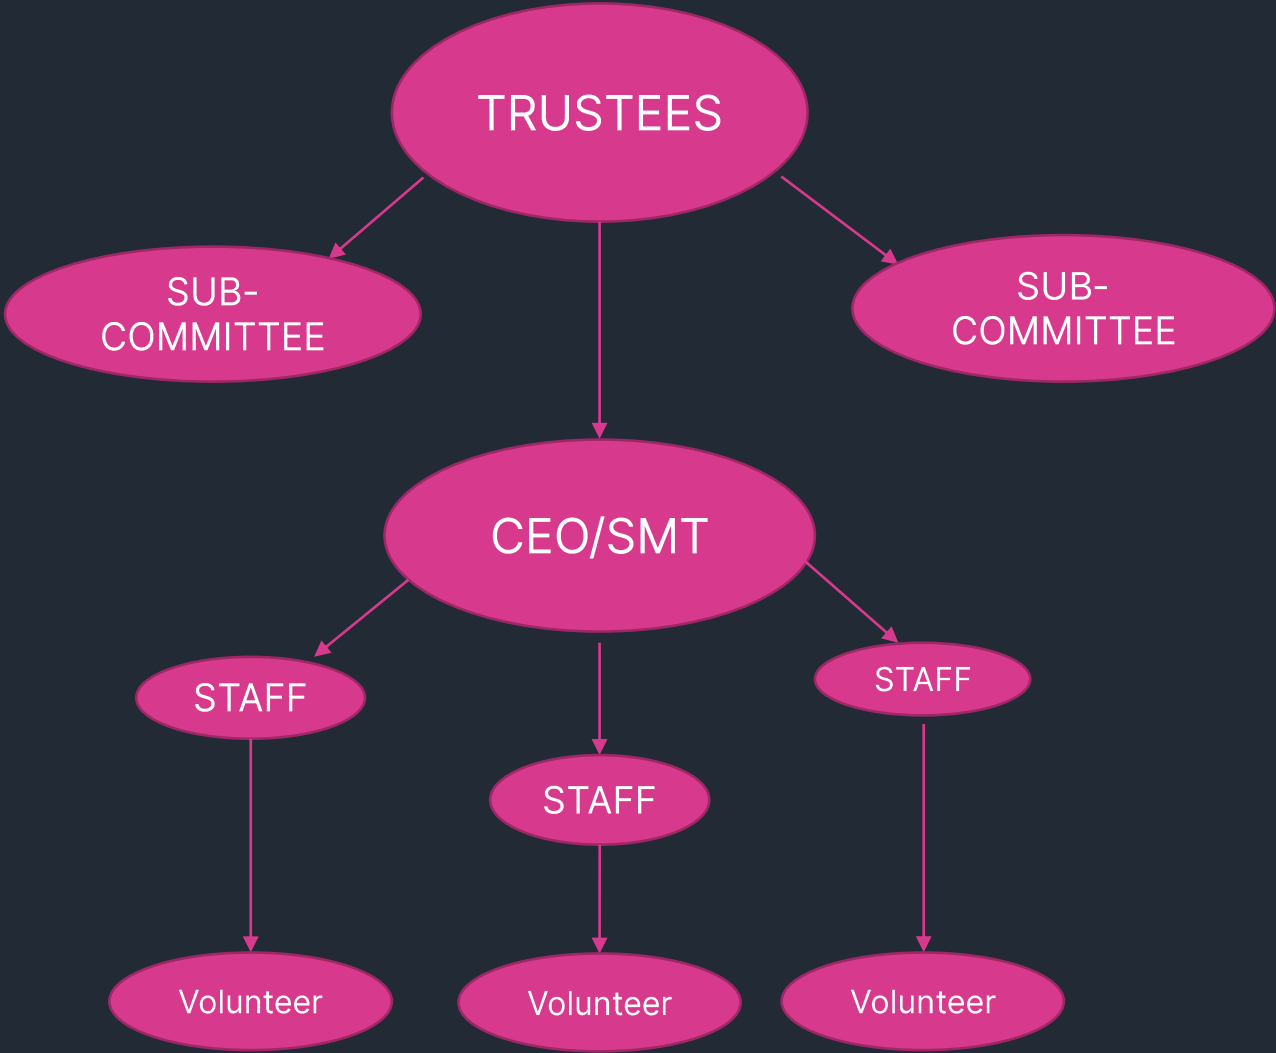 TRUSTEES
SUB-
COMMITTEE
SUB-
COMMITTEE
CEO/SMT
STAFF
STAFF
STAFF
Volunteer
Volunteer
Volunteer